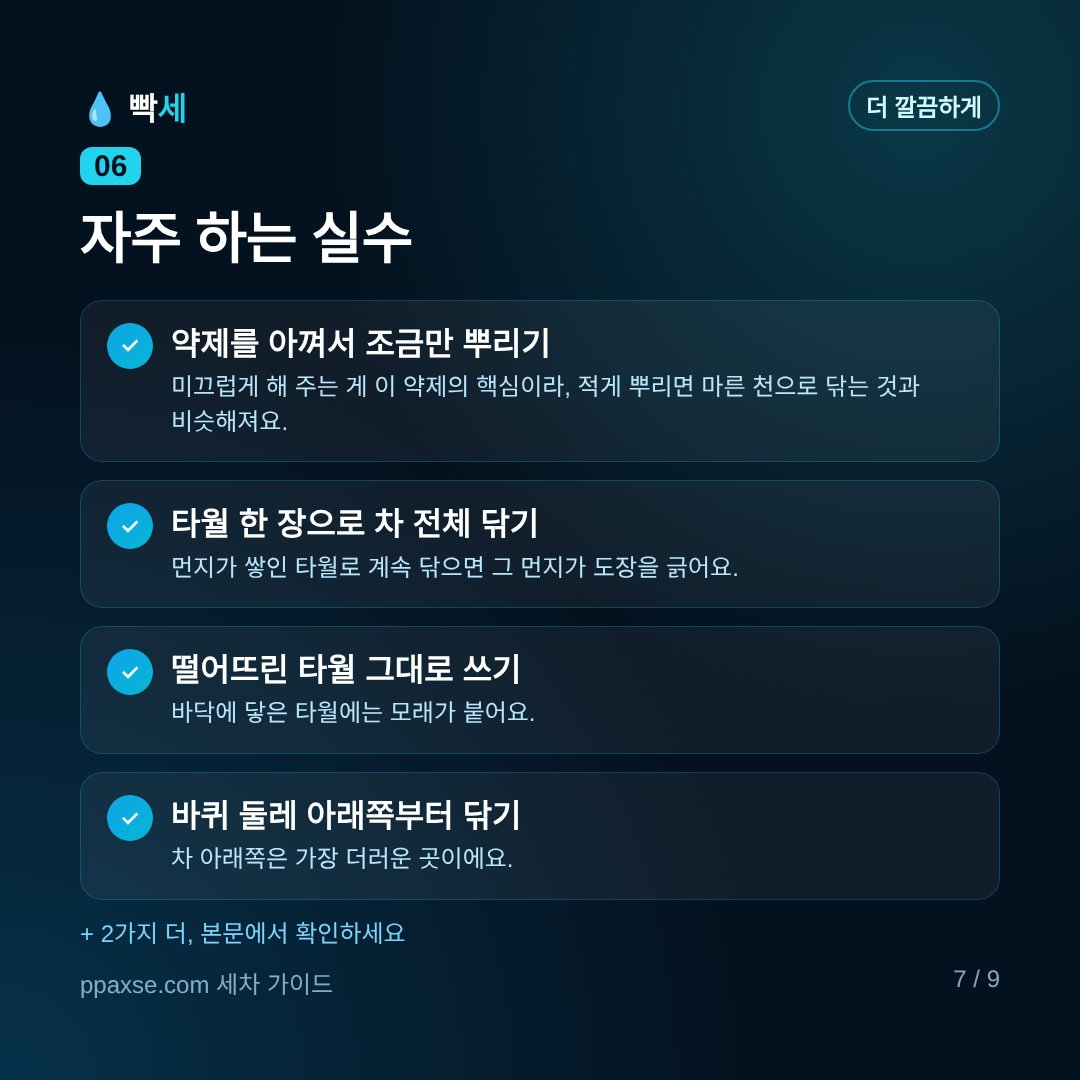 빡세
더 깔끔하게
06
자주 하는 실수
약제를 아껴서 조금만 뿌리기
미끄럽게 해 주는 게 이 약제의 핵심이라, 적게 뿌리면 마른 천으로 닦는 것과
비슷해져요.
타월 한 장으로 차 전체 닦기
먼지가 쌓인 타월로 계속 닦으면 그 먼지가 도장을 긁어요.
떨어뜨린 타월 그대로 쓰기
바닥에 닿은 타월에는 모래가 붙어요.
바퀴 둘레 아래쪽부터 닦기
차 아래쪽은 가장 더러운 곳이에요.
+ 2가지 더, 본문에서 확인하세요
ppaxse.com 세차 가이드
7 / 9